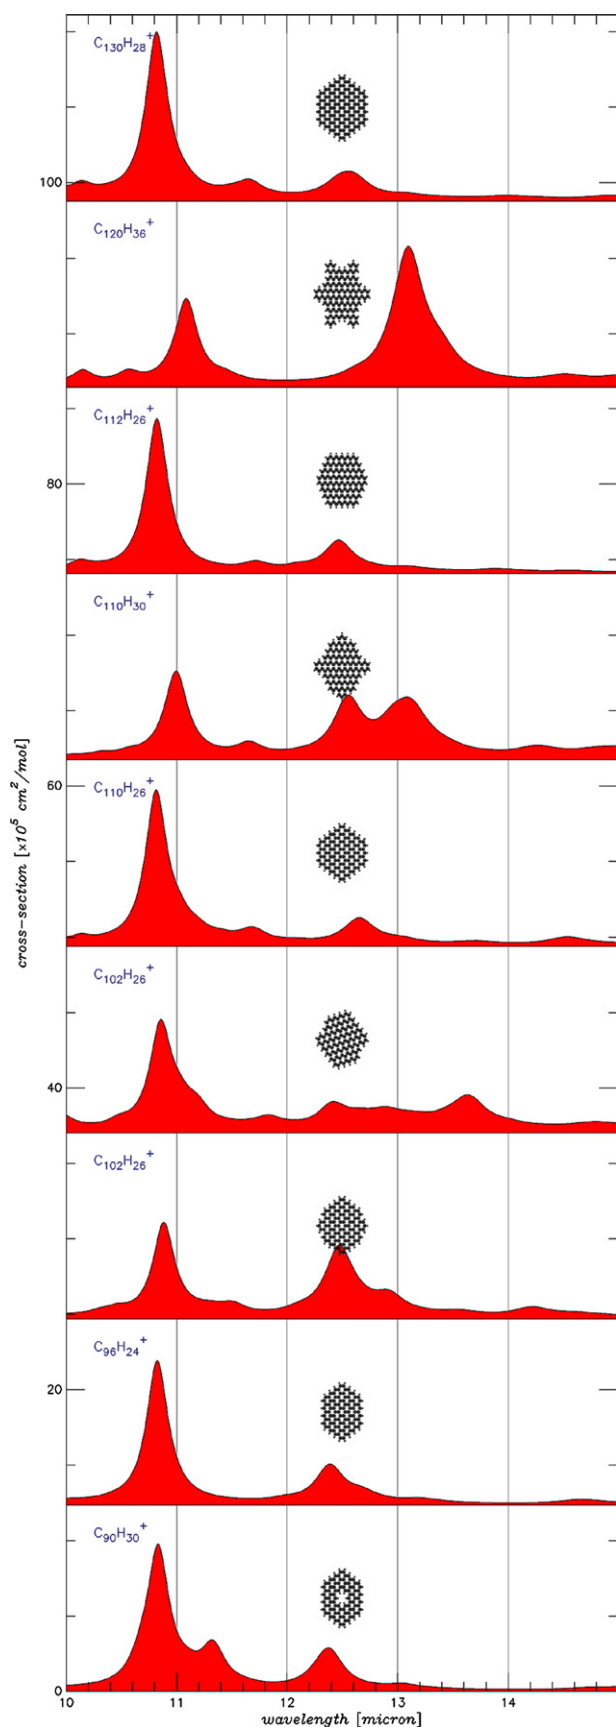 C130H28+
100
C120H36+
C112H26+
80
C110H30+
cross-section [x10^5 cm^2/mol]
60
C110H26+
C102H26+
40
C102H26+
C96H24+
20
C90H30+
0
10 11 12 13 14
wavelength [micron]